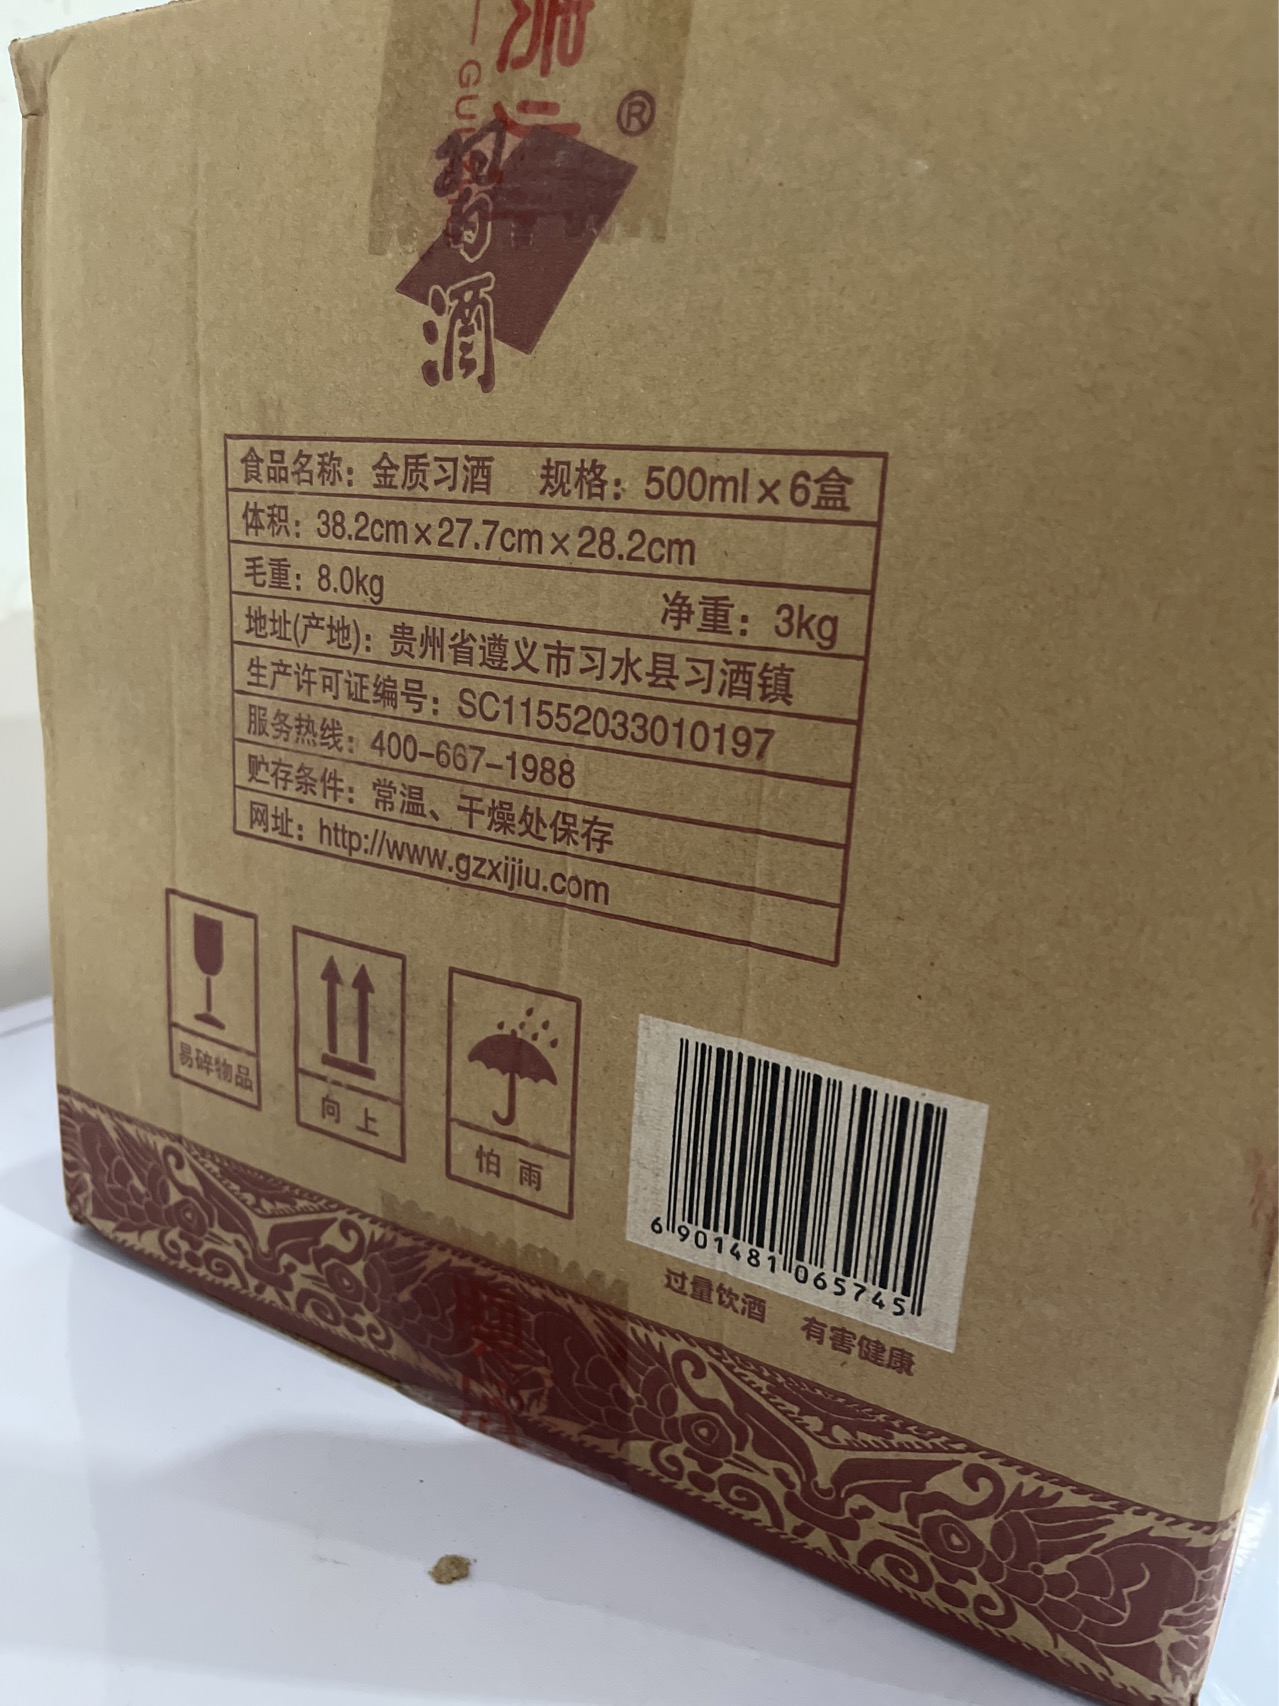 ®
习酒
食品名称：金质习酒 规格：500ml×6盒
体积：38.2cm×27.7cm×28.2cm
毛重：8.0kg 净重：3kg
地址(产地)：贵州省遵义市习水县习酒镇
生产许可证编号：SC11552033010197
服务热线：400-667-1988
贮存条件：常温、干燥处保存
网址：http://www.gzxijiu.com
易碎物品
向上
怕雨
6 901481 065745
过量饮酒 有害健康